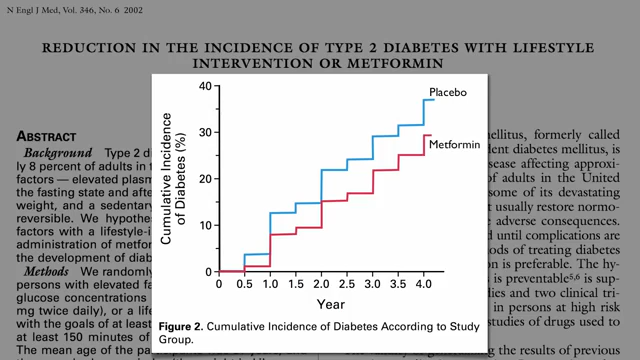 N Engl J Med, Vol. 346, No. 6 2002
REDUCTION IN THE INCIDENCE OF TYPE 2 DIABETES WITH LIFESTYLE
INTERVENTION OR METFORMIN
ABSTRACT
Background Type 2 di
ly 8 percent of adults in t
factors — elevated plasm
the fasting state and afte
weight, and a sedentary
reversible. We hypothes
factors with a lifestyle-i
administration of metfor
the development of diab
Methods We randomly
persons with elevated fa
glucose concentrations
mg twice daily), or a life
with the goals of at least
at least 150 minutes of
The mean age of the pa
Cumulative Incidence
of Diabetes (%)
40
30
20
10
0
Placebo
Metformin
0 0.5 1.0 1.5 2.0 2.5 3.0 3.5 4.0
Year
Figure 2. Cumulative Incidence of Diabetes According to Study
Group.
mellitus, formerly called
dent diabetes mellitus, is
sease affecting approxi-
of adults in the United
some of its devastating
t usually restore normo-
e adverse consequences.
d until complications are
ods of treating diabetes
on is preferable. The hy-
s is preventable5,6 is sup-
dies and two clinical tri-
in persons at high risk
studies of drugs used to
the results of previous